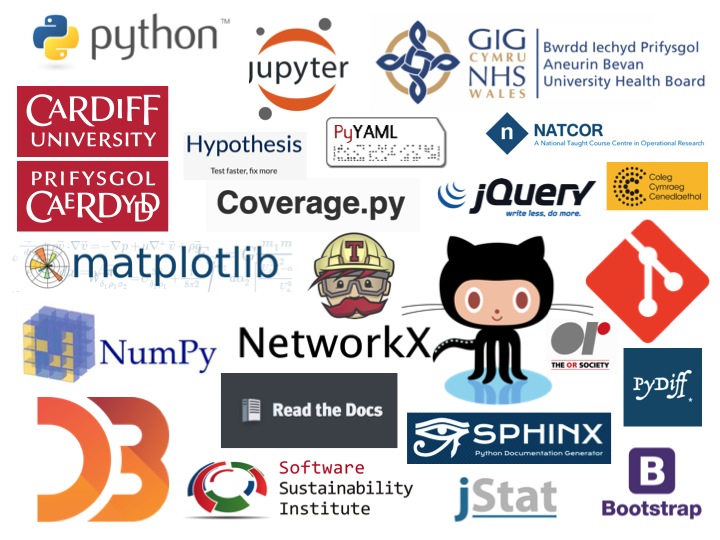 python™
jupyter
GIG
CYMRU
NHS
WALES
Bwrdd Iechyd Prifysgol
Aneurin Bevan
University Health Board
CARDIFF
UNIVERSITY
PRIFYSGOL
CAERDYDD
Hypothesis
Test faster, fix more
PyYAML
n
NATCOR
A National Taught Course Centre in Operational Research
Coverage.py
jQuery
write less, do more.
Coleg
Cymraeg
Cenedlaethol
matplotlib
T
NumPy
NetworkX
or
THE OR SOCIETY
PyDiff
Read the Docs
D3
SPHINX
Python Documentation Generator
Software
Sustainability
Institute
jStat
B
Bootstrap